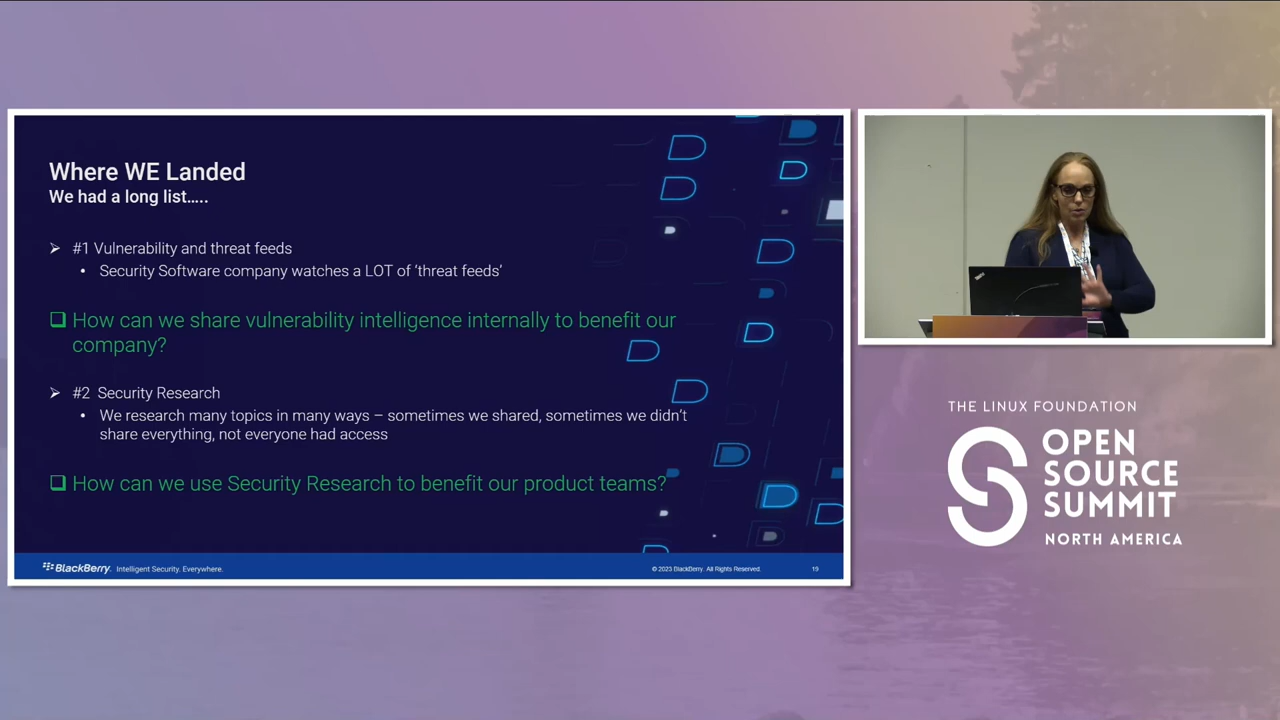 Where WE Landed
We had a long list…..
➢ #1 Vulnerability and threat feeds
• Security Software company watches a LOT of ‘threat feeds’
❑ How can we share vulnerability intelligence internally to benefit our
company?
➢ #2 Security Research
• We research many topics in many ways – sometimes we shared, sometimes we didn’t
share everything, not everyone had access
❑ How can we use Security Research to benefit our product teams?
BlackBerry Intelligent Security. Everywhere.
© 2023 BlackBerry. All Rights Reserved.
19
THE LINUX FOUNDATION
OPEN
SOURCE
SUMMIT
NORTH AMERICA